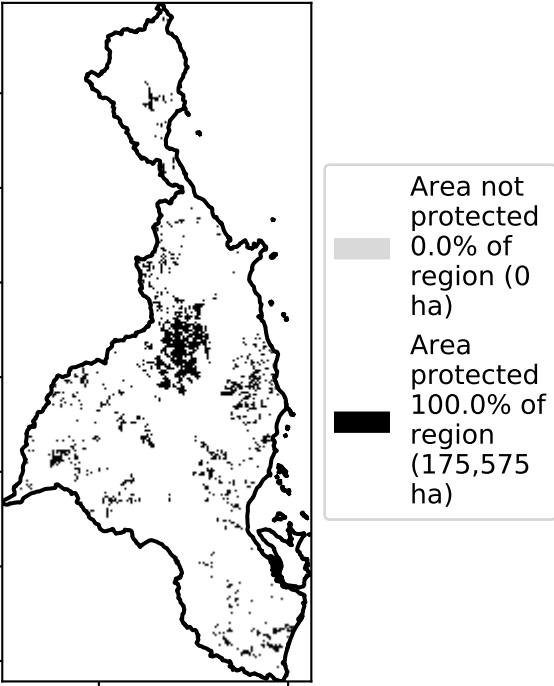 Area not
protected
0.0% of
region (0
ha)
Area
protected
100.0% of
region
(175,575
ha)